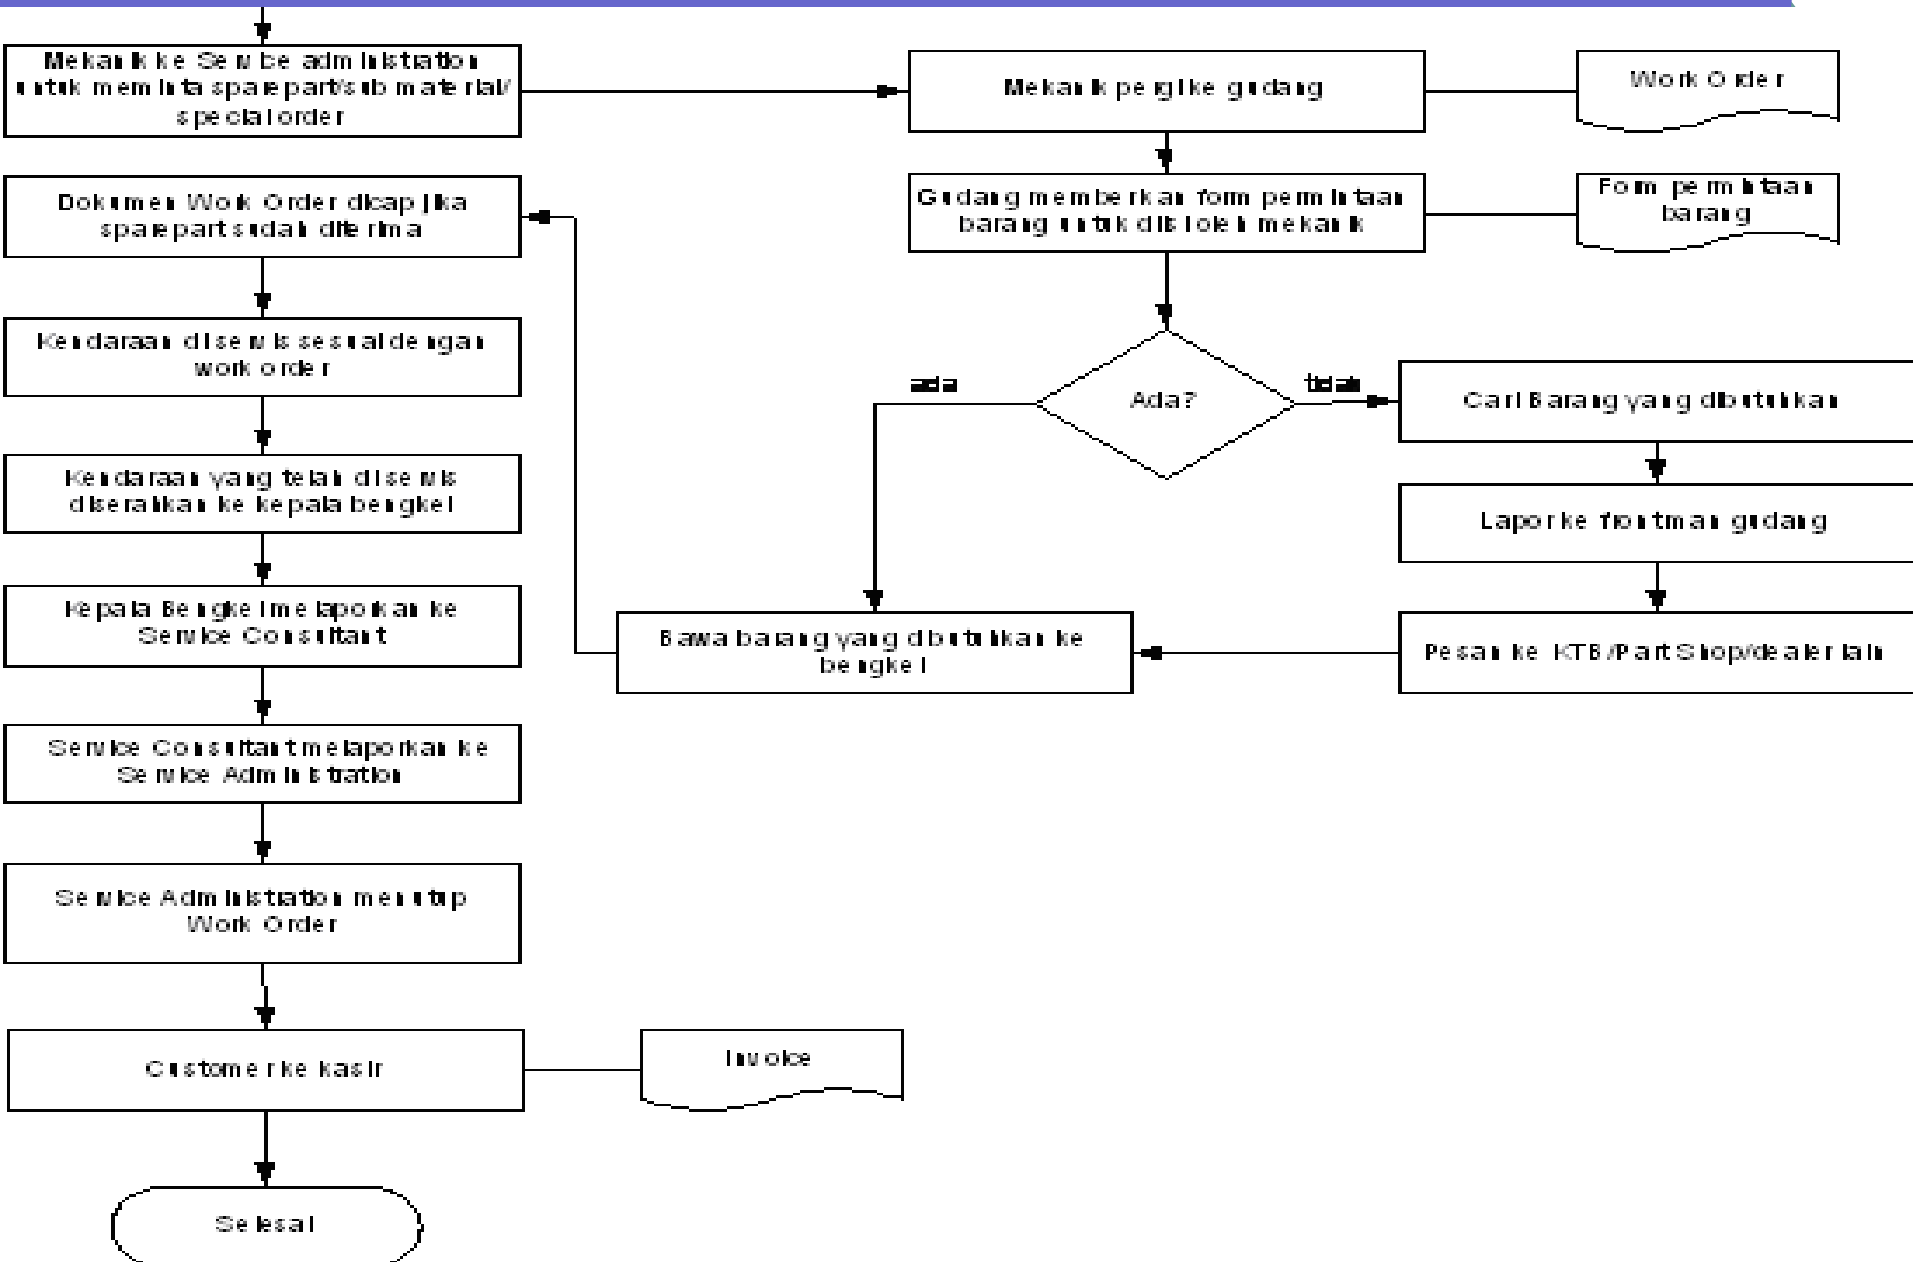 Mekanik ke Service administration
untuk meminta sparepart/sub material/
special order
Mekanik pergi ke gudang
Work Order
Dokumen Work Order dicap jika
sparepart sudah diterima
Gudang memberkan form permintaan
barang untuk diisi oleh mekanik
Form permintaan
barang
Kendaraan diservis sesuai dengan
work order
ada
Ada?
tidak
Cari Barang yang dibutuhkan
Kendaraan yang telah diservis
diserahkan ke kepala bengkel
Lapor ke frontman gudang
Kepala Bengkel melaporkan ke
Service Consultant
Bawa barang yang dibutuhkan ke
bengkel
Pesan ke KTB/Part Shop/dealer lain
Service Consultant melaporkan ke
Service Administration
Service Administration menutup
Work Order
Customer ke kasir
Invoice
Selesai